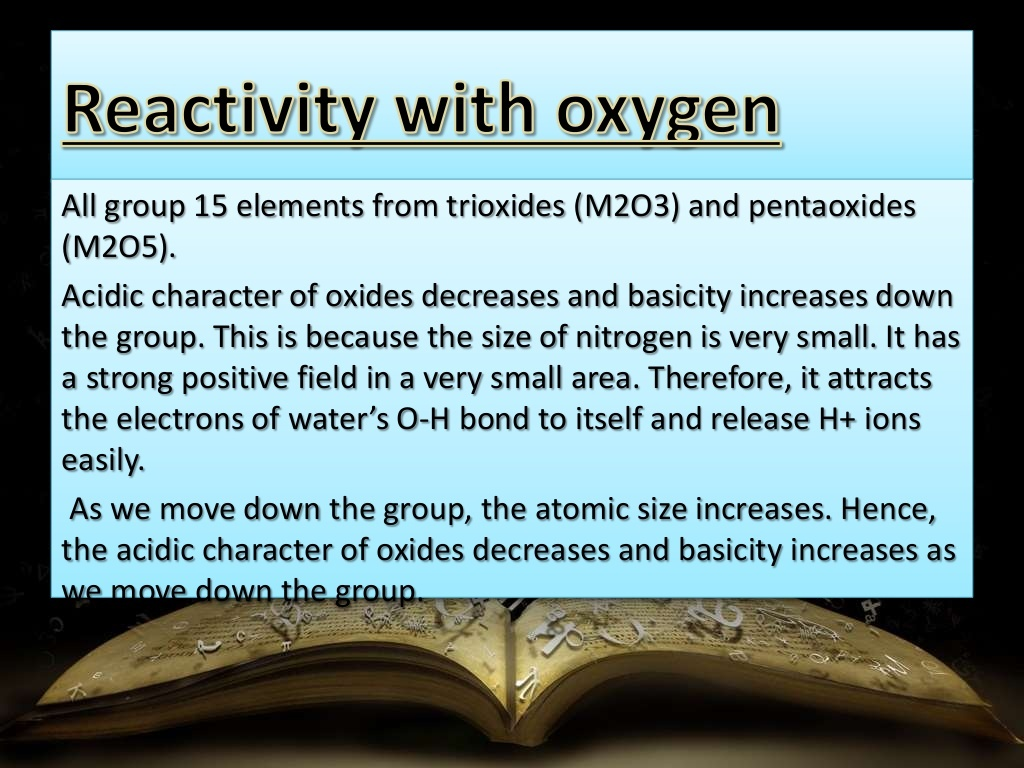 Reactivity with oxygen
All group 15 elements from trioxides (M2O3) and pentaoxides
(M2O5).
Acidic character of oxides decreases and basicity increases down
the group. This is because the size of nitrogen is very small. It has
a strong positive field in a very small area. Therefore, it attracts
the electrons of water’s O-H bond to itself and release H+ ions
easily.
As we move down the group, the atomic size increases. Hence,
the acidic character of oxides decreases and basicity increases as
we move down the group.